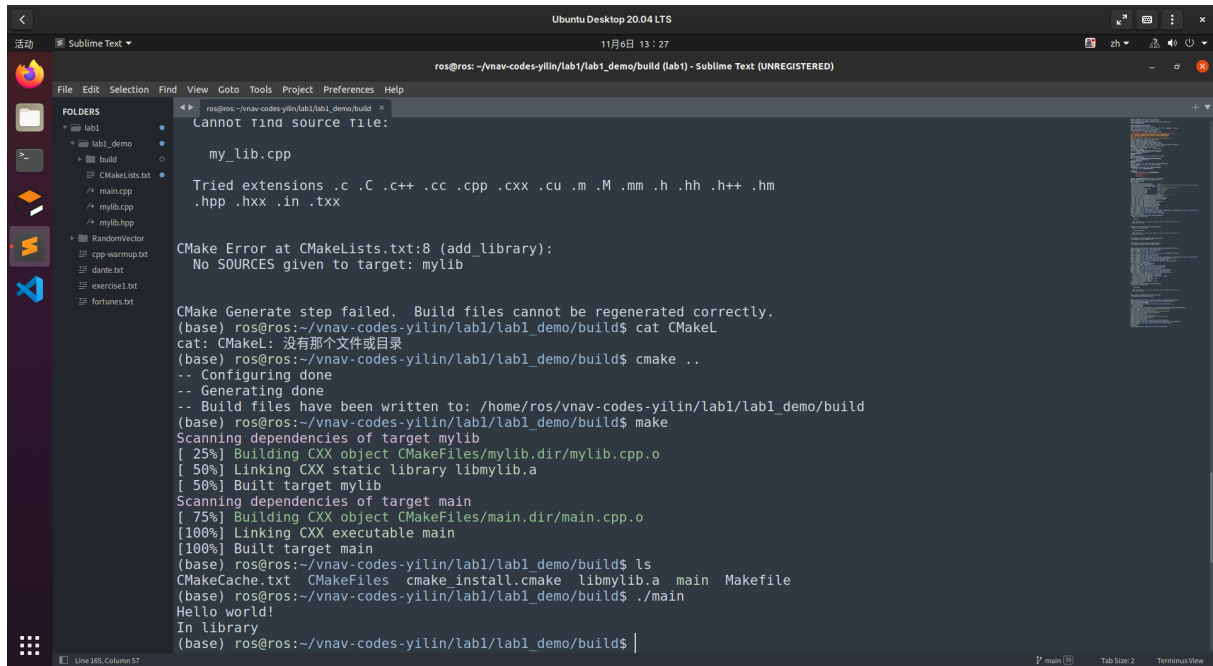 Ubuntu Desktop 20.04 LTS
活动 Sublime Text 11月6日 13：27 zh
ros@ros: ~/vnav-codes-yilin/lab1/lab1_demo/build (lab1) - Sublime Text (UNREGISTERED)
File Edit Selection Find View Goto Tools Project Preferences Help
ros@ros: ~/vnav-codes-yilin/lab1/lab1_demo/build
FOLDERS
lab1
lab1_demo
build
CMakeLists.txt
main.cpp
mylib.cpp
mylib.hpp
RandomVector
cpp-warmup.txt
dante.txt
exercise1.txt
fortunes.txt
Cannot find source file:
my_lib.cpp
Tried extensions .c .C .c++ .cc .cpp .cxx .cu .m .M .mm .h .hh .h++ .hm
.hpp .hxx .in .txx
CMake Error at CMakeLists.txt:8 (add_library):
No SOURCES given to target: mylib
CMake Generate step failed.  Build files cannot be regenerated correctly.
(base) ros@ros:~/vnav-codes-yilin/lab1/lab1_demo/build$ cat CMakeL
cat: CMakeL: 没有那个文件或目录
(base) ros@ros:~/vnav-codes-yilin/lab1/lab1_demo/build$ cmake ..
-- Configuring done
-- Generating done
-- Build files have been written to: /home/ros/vnav-codes-yilin/lab1/lab1_demo/build
(base) ros@ros:~/vnav-codes-yilin/lab1/lab1_demo/build$ make
Scanning dependencies of target mylib
[ 25%] Building CXX object CMakeFiles/mylib.dir/mylib.cpp.o
[ 50%] Linking CXX static library libmylib.a
[ 50%] Built target mylib
Scanning dependencies of target main
[ 75%] Building CXX object CMakeFiles/main.dir/main.cpp.o
[100%] Linking CXX executable main
[100%] Built target main
(base) ros@ros:~/vnav-codes-yilin/lab1/lab1_demo/build$ ls
CMakeCache.txt  CMakeFiles  cmake_install.cmake  libmylib.a  main  Makefile
(base) ros@ros:~/vnav-codes-yilin/lab1/lab1_demo/build$ ./main
Hello world!
In library
(base) ros@ros:~/vnav-codes-yilin/lab1/lab1_demo/build$
Line 165, Column 57 main Tab Size: 2 Terminus View